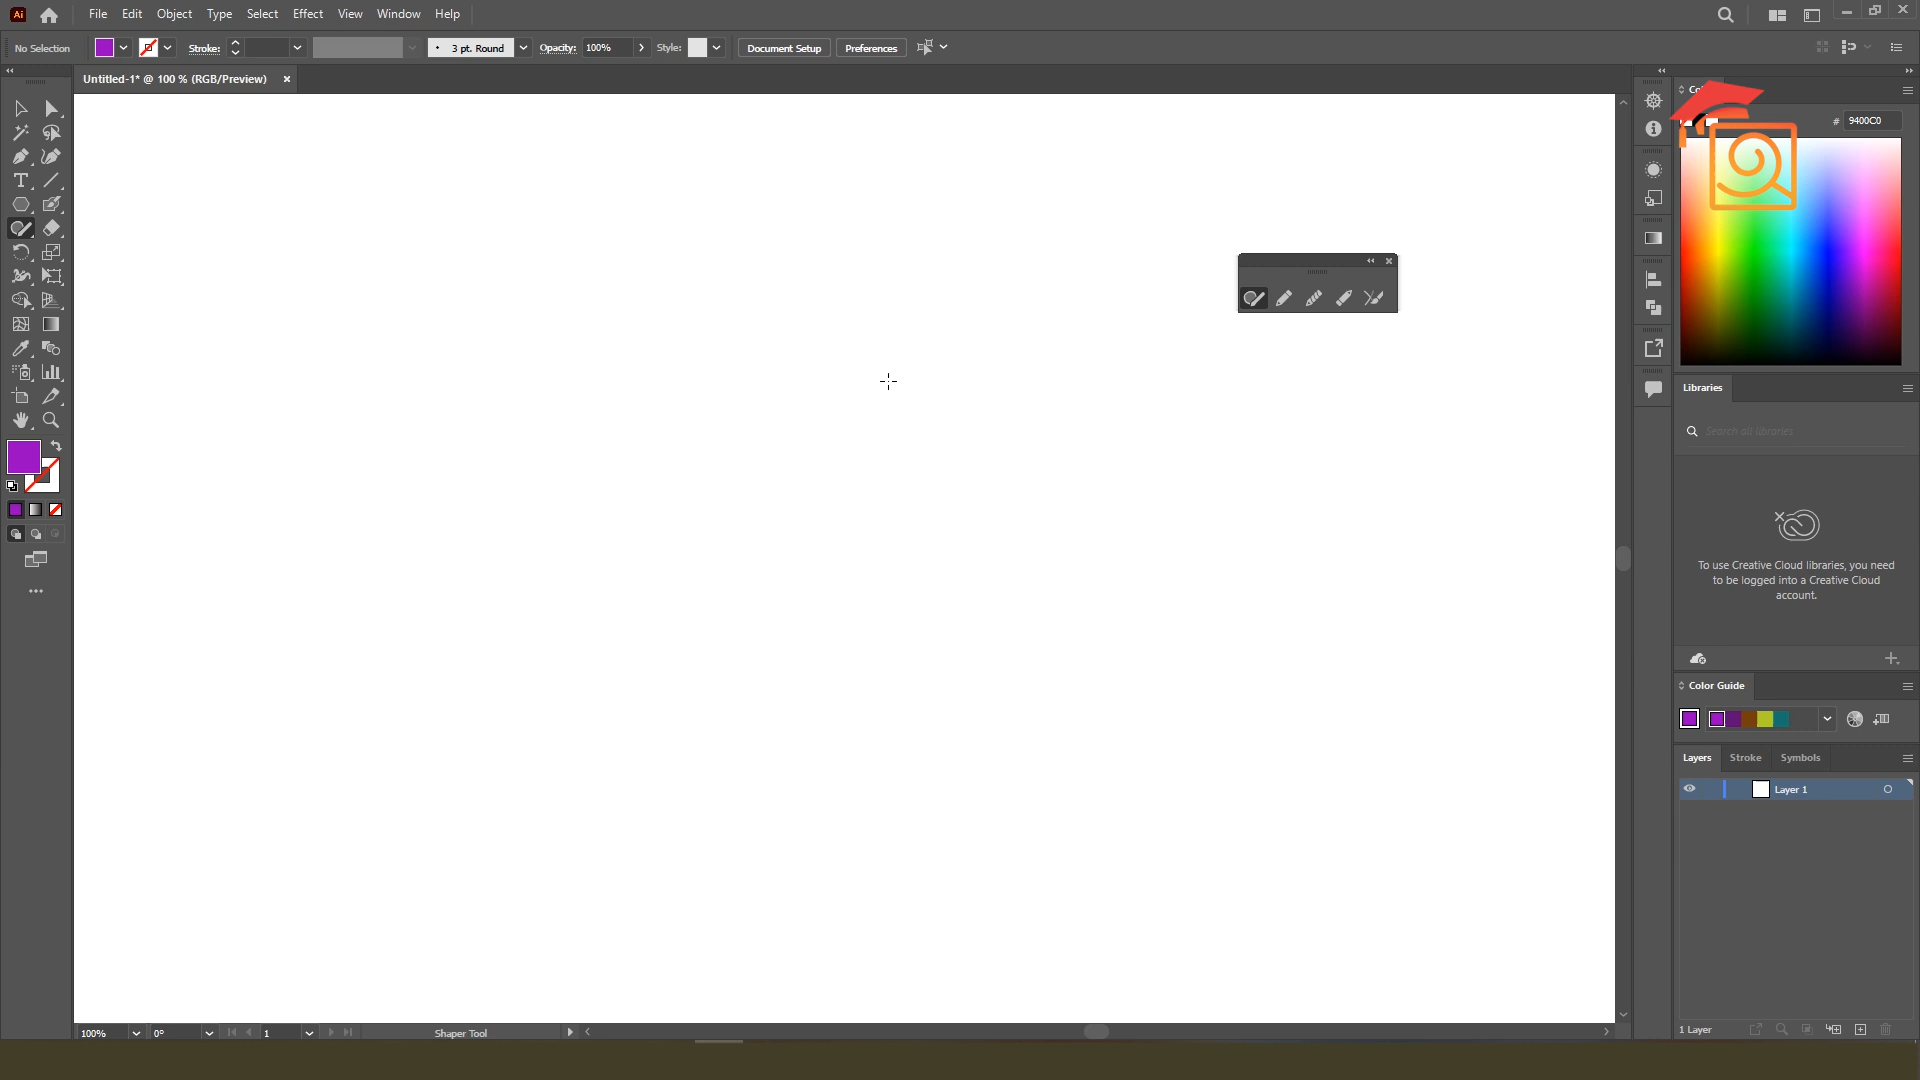 Ai File Edit Object Type Select Effect View Window Help
No Selection Stroke: 3 pt. Round Opacity: 100% Style: Document Setup Preferences
Untitled-1* @ 100 % (RGB/Preview)
# 9400C0
Libraries
Search all libraries
To use Creative Cloud libraries, you need
to be logged into a Creative Cloud
account.
Color Guide
Layers Stroke Symbols
Layer 1
1 Layer
100% 0° 1 Shaper Tool